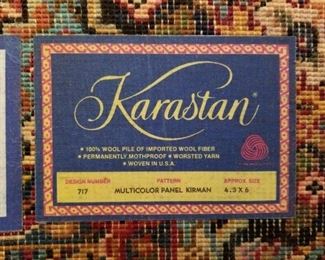 Karastan®
• 100% WOOL PILE OF IMPORTED WOOL FIBER
• PERMANENTLY MOTHPROOF • WORSTED YARN
• WOVEN IN U.S.A.
DESIGN NUMBER PATTERN APPROX. SIZE
717 MULTICOLOR PANEL KIRMAN 4.3 X 6